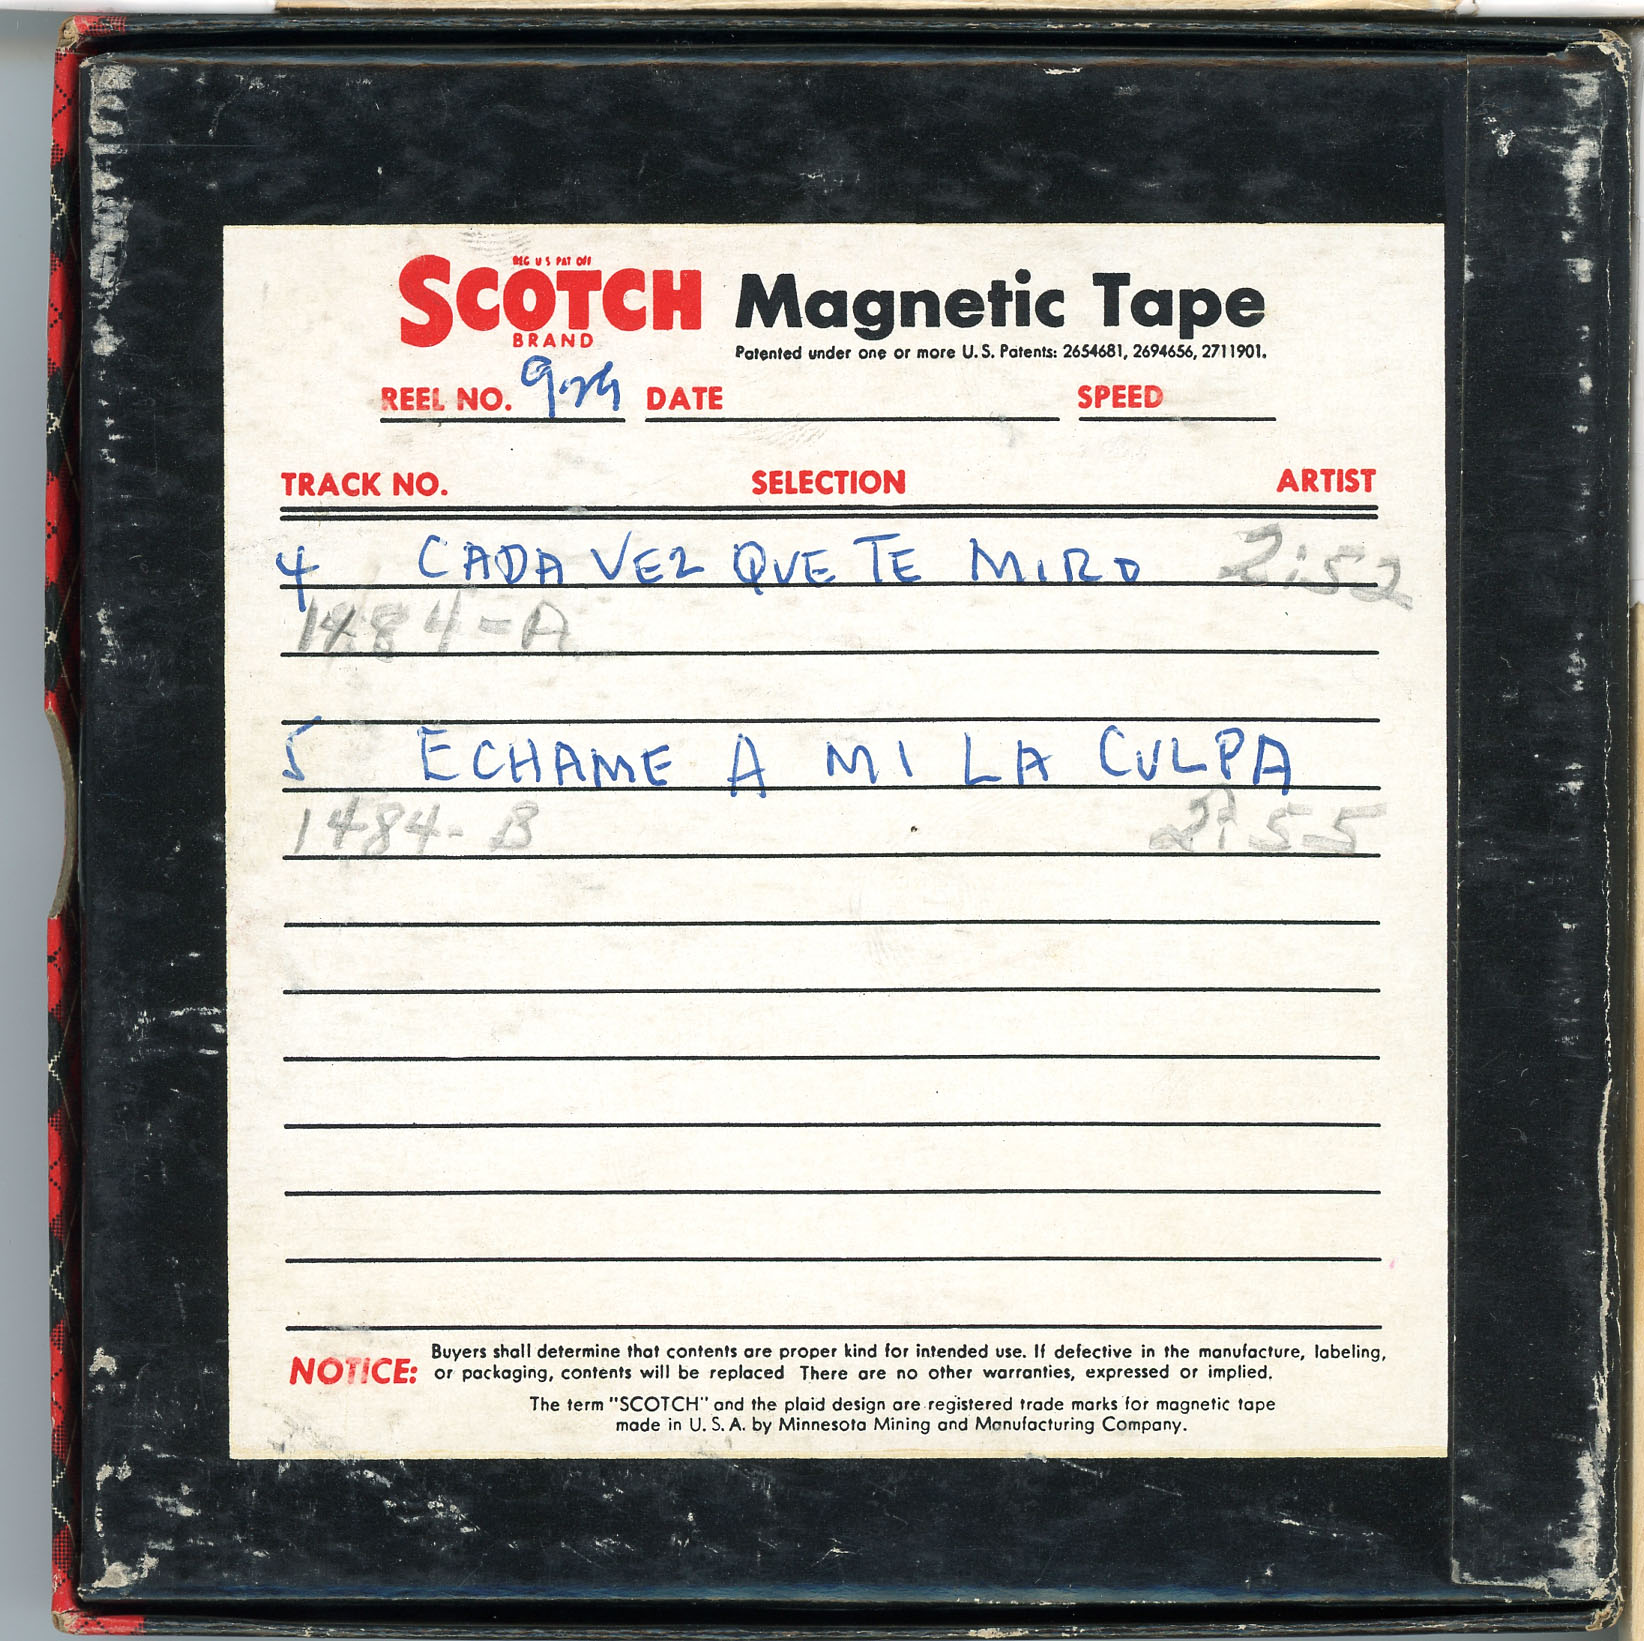 REG U S PAT OFF
SCOTCH Magnetic Tape
BRAND
Patented under one or more U.S. Patents: 2654681, 2694656, 2711901.
REEL NO. DATE SPEED
TRACK NO. SELECTION ARTIST
4 CADA VEZ QUE TE MIRO 2:52
1484-A
5 ECHAME A MI LA CULPA
1484-B 2:55
NOTICE: Buyers shall determine that contents are proper kind for intended use. If defective in the manufacture, labeling,
or packaging, contents will be replaced There are no other warranties, expressed or implied.
The term "SCOTCH" and the plaid design are registered trade marks for magnetic tape
made in U.S.A. by Minnesota Mining and Manufacturing Company.